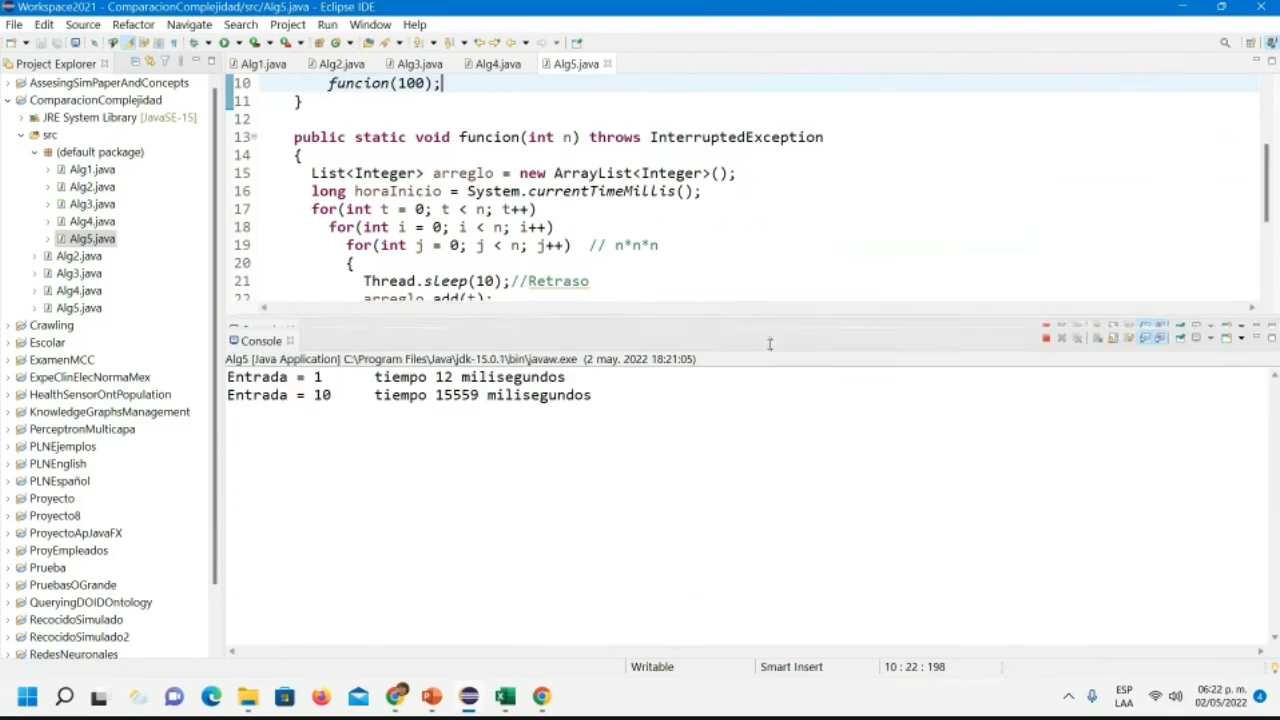 Workspace2021 - ComparacionComplejidad/src/Alg5.java - Eclipse IDE
File Edit Source Refactor Navigate Search Project Run Window Help
Project Explorer
Alg1.java Alg2.java Alg3.java Alg4.java Alg5.java
AssesingSimPaperAndConcepts
ComparacionComplejidad
JRE System Library [JavaSE-15]
src
(default package)
Alg1.java
Alg2.java
Alg3.java
Alg4.java
Alg5.java
Alg2.java
Alg3.java
Alg4.java
Alg5.java
Crawling
Escolar
ExamenMCC
ExpeClinElecNormaMex
HealthSensorOntPopulation
KnowledgeGraphsManagement
PerceptronMulticapa
PLNEjemplos
PLNEnglish
PLNEspañol
Proyecto
Proyecto8
ProyectoApJavaFX
ProyEmpleados
Prueba
PruebasOGrande
QueryingDOIDOntology
RecocidoSimulado
RecocidoSimulado2
RedesNeuronales
10 funcion(100);
11 }
12
13 public static void funcion(int n) throws InterruptedException
14 {
15 List<Integer> arreglo = new ArrayList<Integer>();
16 long horaInicio = System.currentTimeMillis();
17 for(int t = 0; t < n; t++)
18 for(int i = 0; i < n; i++)
19 for(int j = 0; j < n; j++) // n*n*n
20 {
21 Thread.sleep(10);//Retraso
22 arreglo.add(t);
Console
Alg5 [Java Application] C:\Program Files\Java\jdk-15.0.1\bin\javaw.exe (2 may. 2022 18:21:05)
Entrada = 1 tiempo 12 milisegundos
Entrada = 10 tiempo 15559 milisegundos
Writable Smart Insert 10 : 22 : 198
ESP
LAA
06:22 p. m.
02/05/2022
4